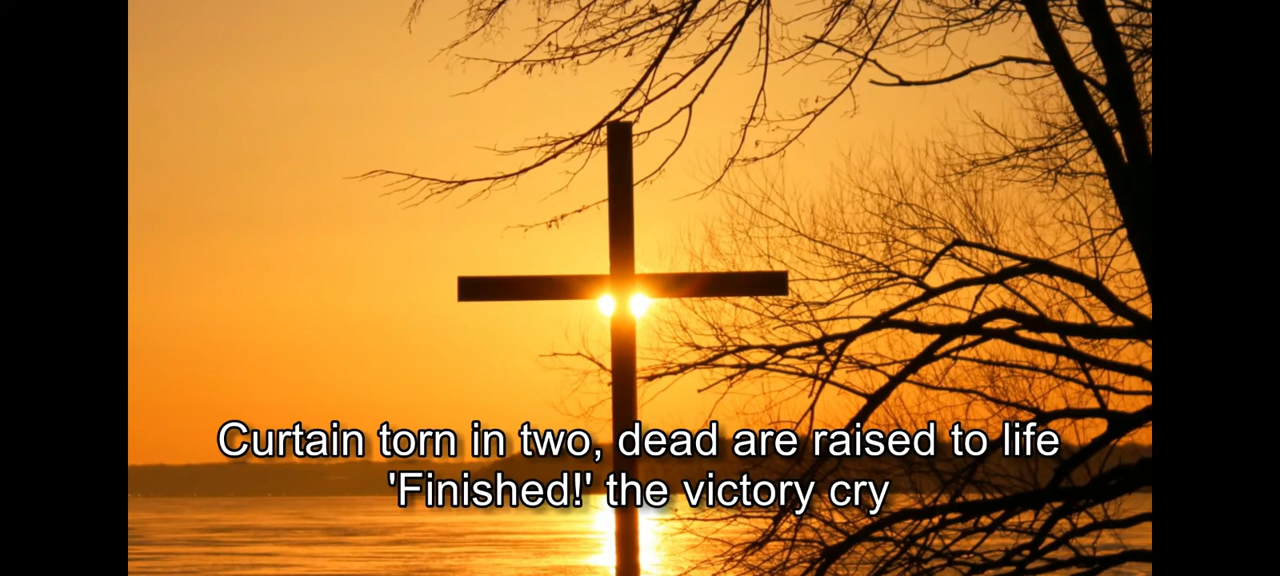 Curtain torn in two, dead are raised to life
'Finished!' the victory cry